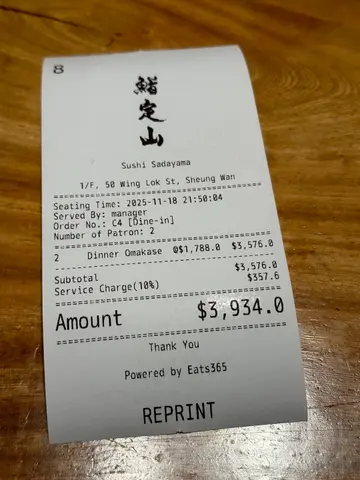 8
鮨
定
山
Sushi Sadayama
1/F, 50 Wing Lok St, Sheung Wan
Seating Time: 2025-11-18 21:50:04
Served By: manager
Order No.: C4 [Dine-in]
Number of Patron: 2
2 Dinner Omakase @$1,788.0 $3,576.0
Subtotal $3,576.0
Service Charge(10%) $357.6
Amount $3,934.0
Thank You
Powered by Eats365
REPRINT